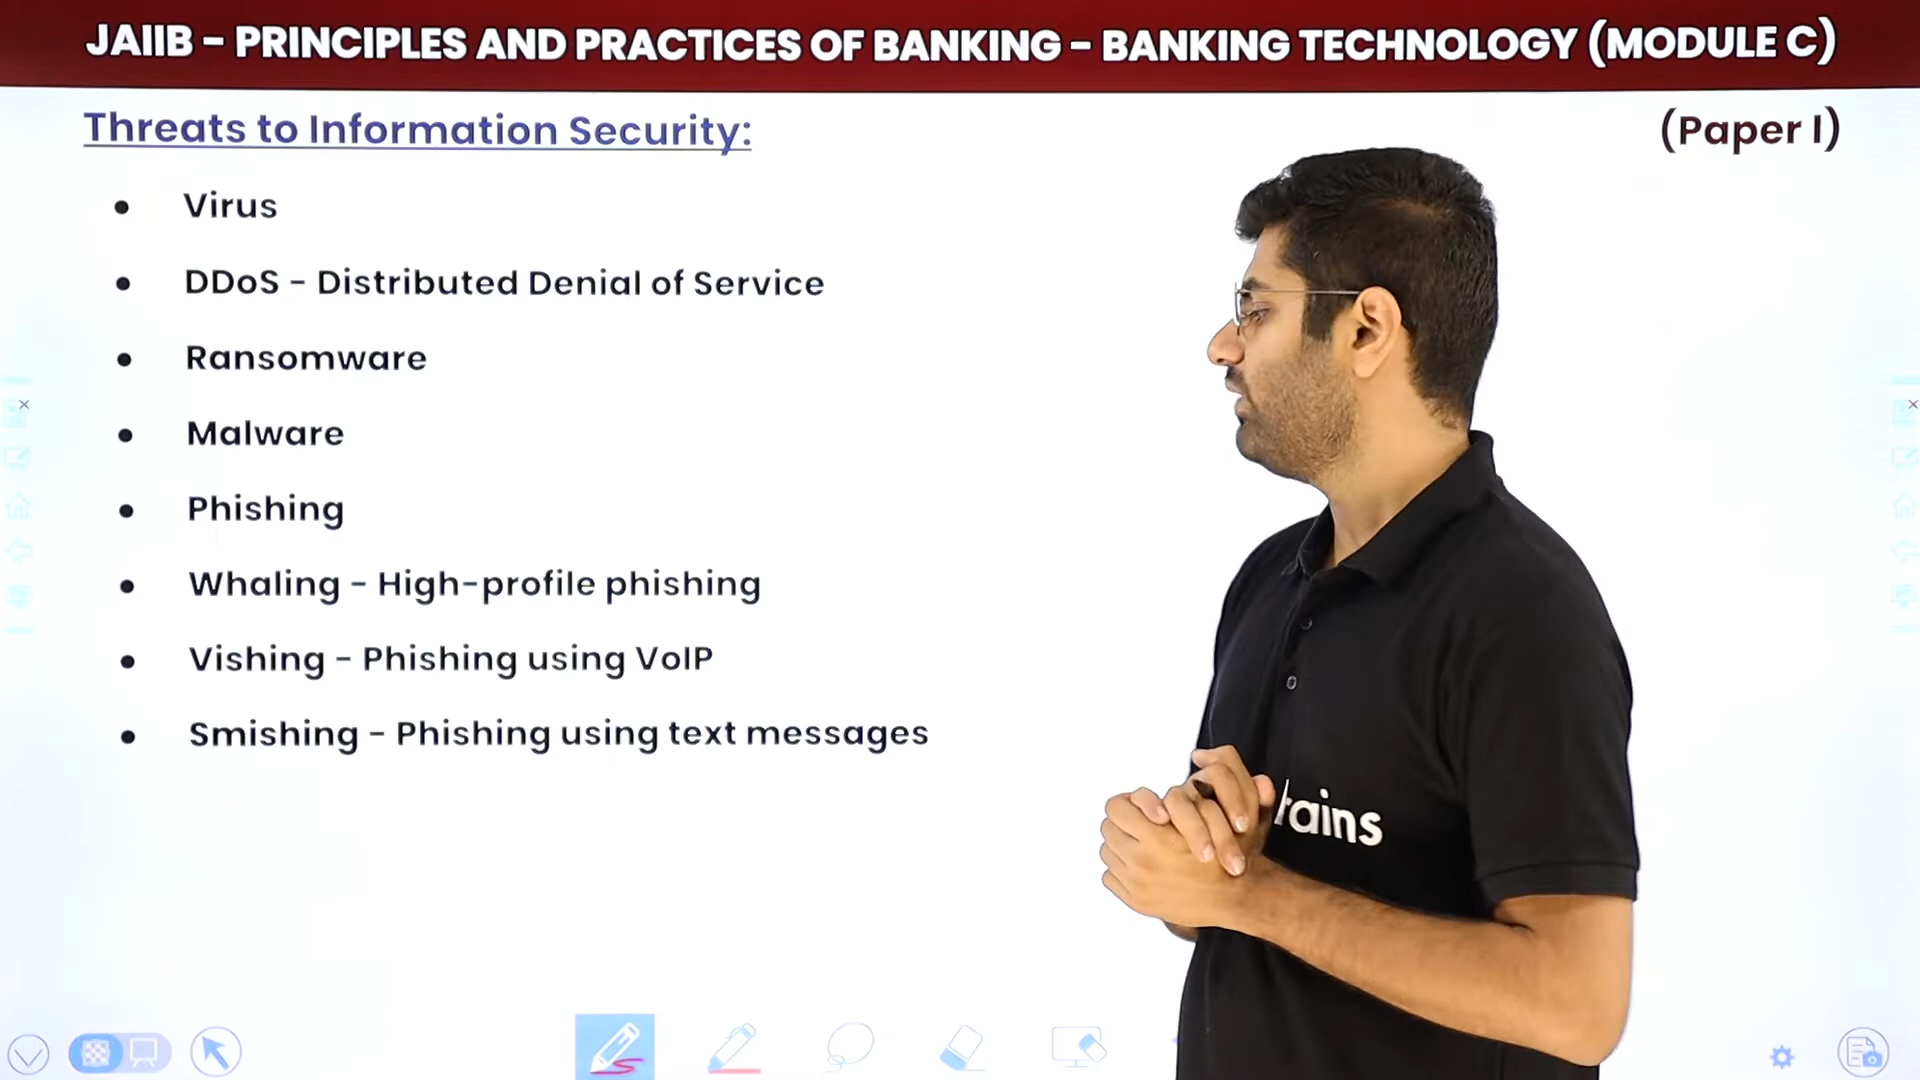 JAIIB - PRINCIPLES AND PRACTICES OF BANKING - BANKING TECHNOLOGY (MODULE C)
Threats to Information Security:
(Paper I)
• Virus
• DDoS - Distributed Denial of Service
• Ransomware
• Malware
• Phishing
• Whaling - High-profile phishing
• Vishing - Phishing using VoIP
• Smishing - Phishing using text messages
rains